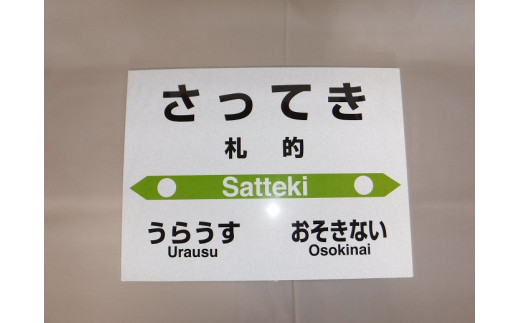 さってき
札的
Satteki
うらうす おそきない
Urausu Osokinai